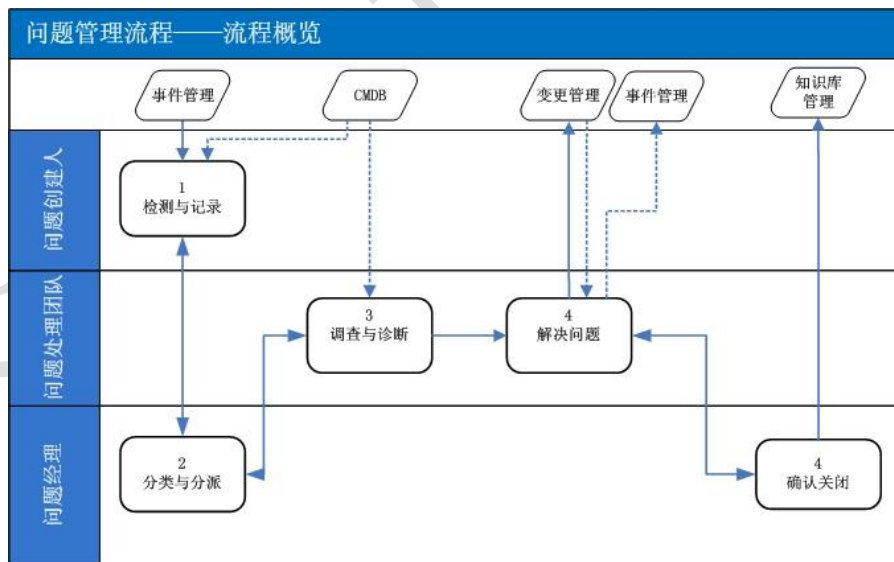 问题管理流程——流程概览
事件管理
CMDB
变更管理
事件管理
知识库
管理
问题创建人
1
检测与记录
问题处理团队
3
调查与诊断
4
解决问题
问题经理
2
分类与分派
4
确认关闭